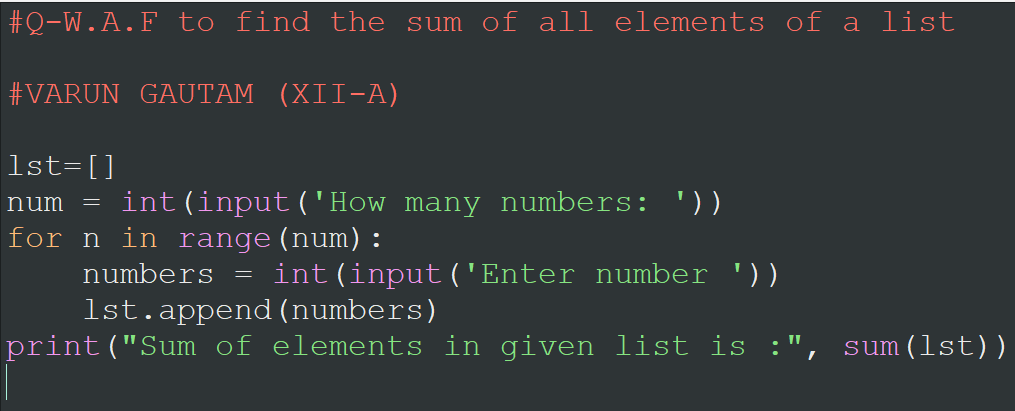 #Q-W.A.F to find the sum of all elements of a list
#VARUN GAUTAM (XII-A)
lst=[]
num = int(input('How many numbers: '))
for n in range(num):
    numbers = int(input('Enter number '))
    lst.append(numbers)
print("Sum of elements in given list is :", sum(lst))